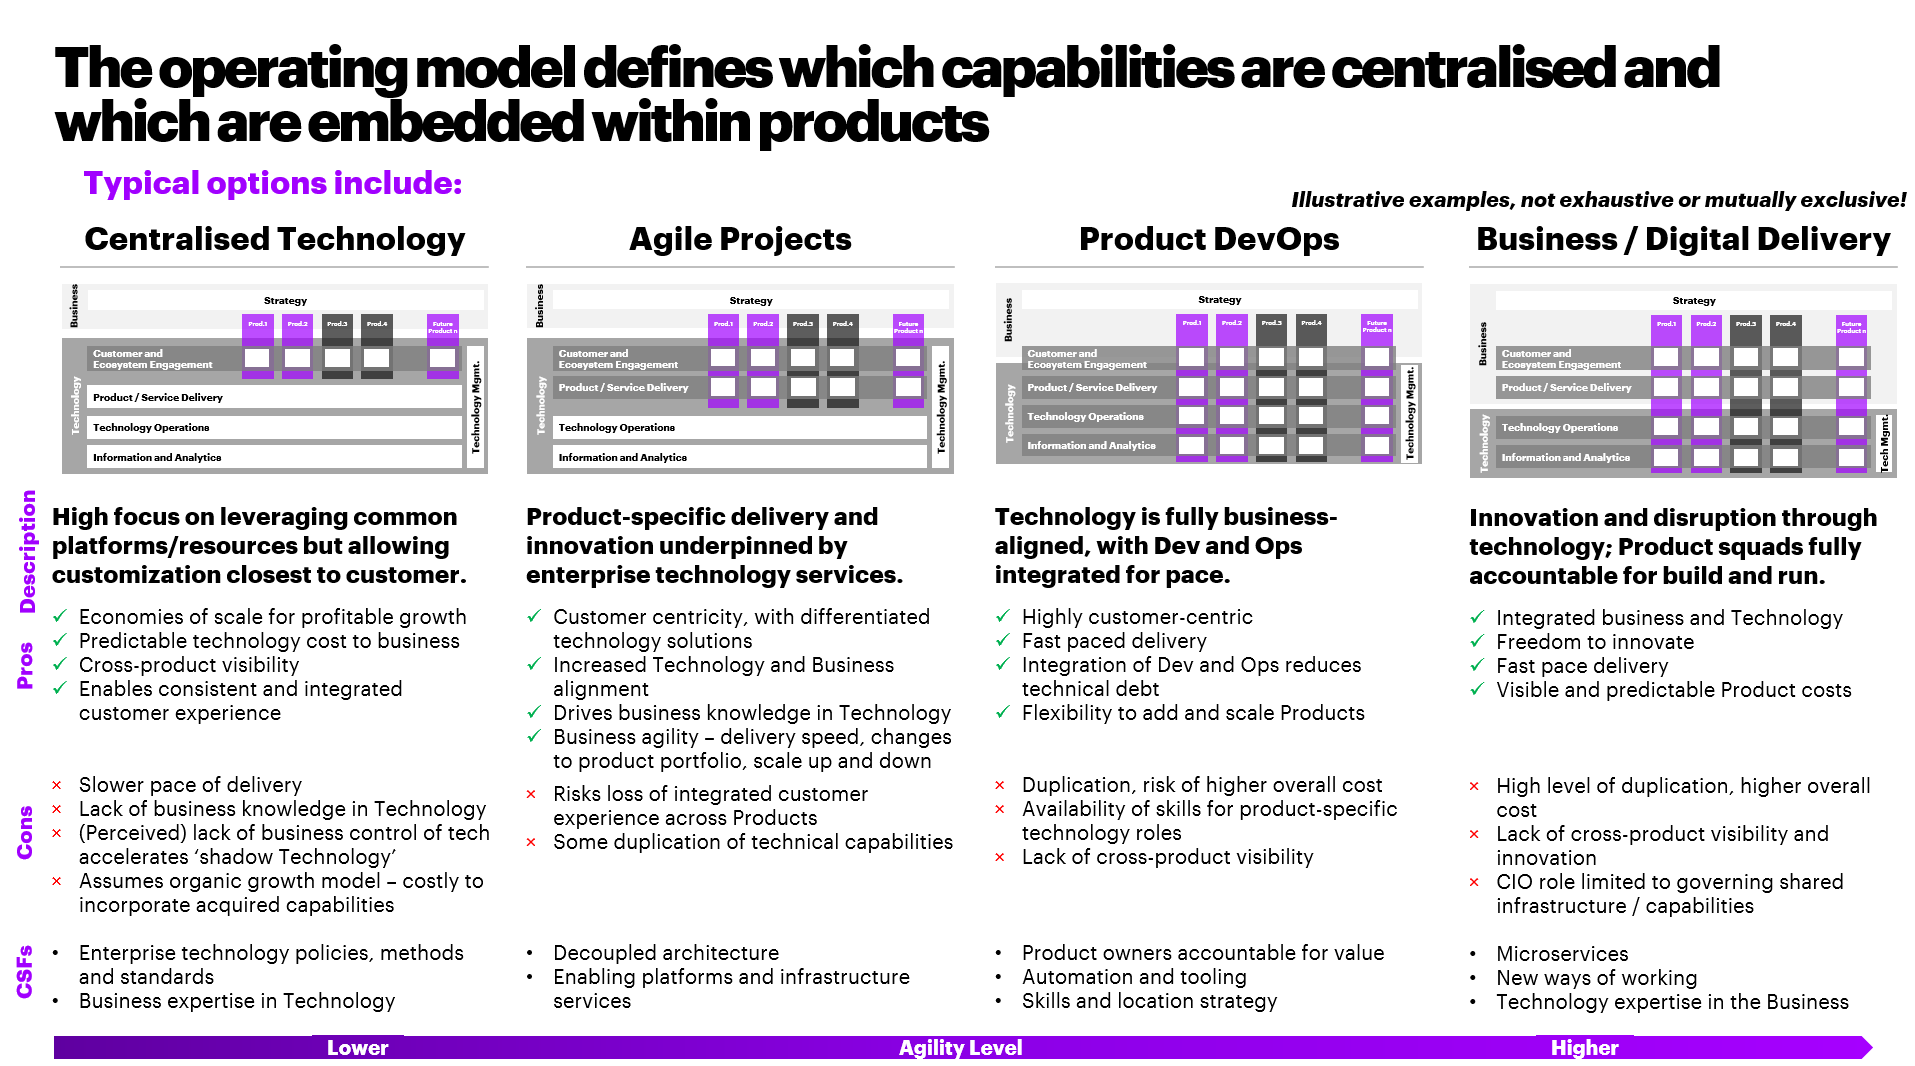 The operating model defines which capabilities are centralised and
which are embedded within products
Typical options include:
Illustrative examples, not exhaustive or mutually exclusive!
Centralised Technology
Business
Strategy
Prod.1
Prod.2
Prod.3
Prod.4
Future
Product n
Technology
Customer and
Ecosystem Engagement
Product / Service Delivery
Technology Operations
Information and Analytics
Technology Mgmt.
Agile Projects
Business
Strategy
Prod.1
Prod.2
Prod.3
Prod.4
Future
Product n
Technology
Customer and
Ecosystem Engagement
Product / Service Delivery
Technology Operations
Information and Analytics
Technology Mgmt.
Product DevOps
Business
Strategy
Prod.1
Prod.2
Prod.3
Prod.4
Future
Product n
Customer and
Ecosystem Engagement
Technology
Product / Service Delivery
Technology Operations
Information and Analytics
Technology Mgmt.
Business / Digital Delivery
Business
Strategy
Prod.1
Prod.2
Prod.3
Prod.4
Future
Product n
Customer and
Ecosystem Engagement
Product / Service Delivery
Technology
Technology Operations
Information and Analytics
Tech Mgmt.
Description
High focus on leveraging common
platforms/resources but allowing
customization closest to customer.
Product-specific delivery and
innovation underpinned by
enterprise technology services.
Technology is fully business-
aligned, with Dev and Ops
integrated for pace.
Innovation and disruption through
technology; Product squads fully
accountable for build and run.
Pros
✓ Economies of scale for profitable growth
✓ Predictable technology cost to business
✓ Cross-product visibility
✓ Enables consistent and integrated
customer experience
✓ Customer centricity, with differentiated
technology solutions
✓ Increased Technology and Business
alignment
✓ Drives business knowledge in Technology
✓ Business agility – delivery speed, changes
to product portfolio, scale up and down
✓ Highly customer-centric
✓ Fast paced delivery
✓ Integration of Dev and Ops reduces
technical debt
✓ Flexibility to add and scale Products
✓ Integrated business and Technology
✓ Freedom to innovate
✓ Fast pace delivery
✓ Visible and predictable Product costs
Cons
× Slower pace of delivery
× Lack of business knowledge in Technology
× (Perceived) lack of business control of tech
accelerates ‘shadow Technology’
× Assumes organic growth model – costly to
incorporate acquired capabilities
× Risks loss of integrated customer
experience across Products
× Some duplication of technical capabilities
× Duplication, risk of higher overall cost
× Availability of skills for product-specific
technology roles
× Lack of cross-product visibility
× High level of duplication, higher overall
cost
× Lack of cross-product visibility and
innovation
× CIO role limited to governing shared
infrastructure / capabilities
CSFs
• Enterprise technology policies, methods
and standards
• Business expertise in Technology
• Decoupled architecture
• Enabling platforms and infrastructure
services
• Product owners accountable for value
• Automation and tooling
• Skills and location strategy
• Microservices
• New ways of working
• Technology expertise in the Business
Lower
Agility Level
Higher